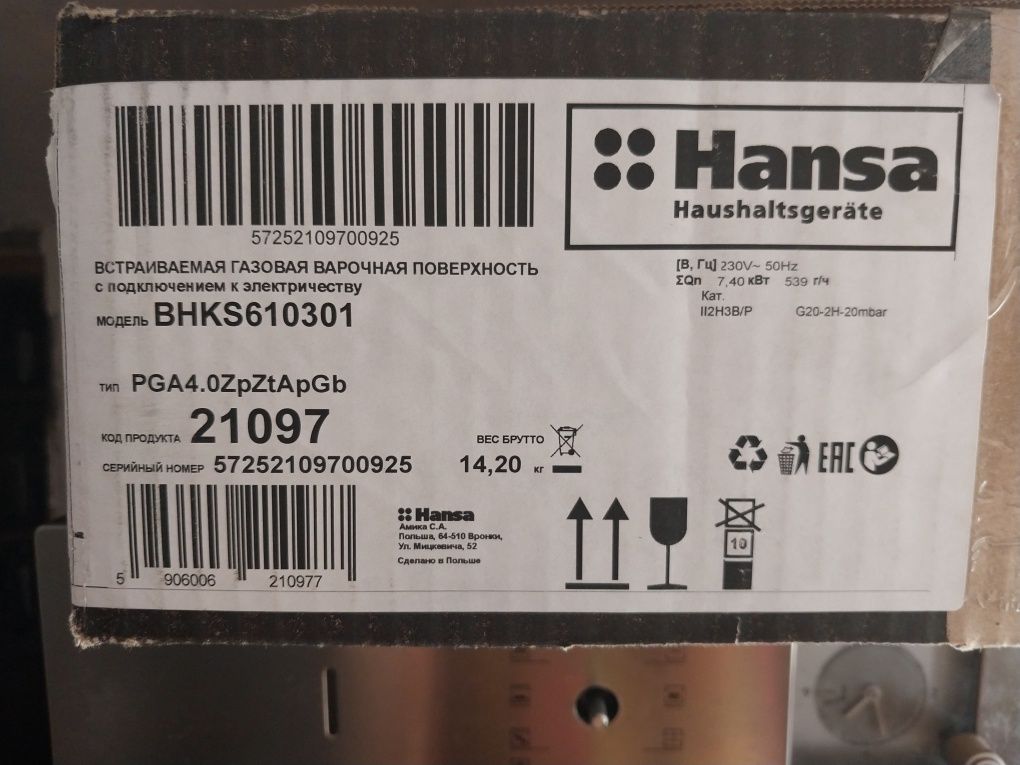 57252109700925
Hansa
Haushaltsgeräte
ВСТРАИВАЕМАЯ ГАЗОВАЯ ВАРОЧНАЯ ПОВЕРХНОСТЬ
с подключением к электричеству
МОДЕЛЬ BHKS610301
[В, Гц] 230V~ 50Hz
ΣQn 7,40 кВт 539 г/ч
Кат.
II2H3B/P G20-2H-20mbar
ТИП PGA4.0ZpZtApGb
КОД ПРОДУКТА 21097
СЕРИЙНЫЙ НОМЕР 57252109700925
ВЕС БРУТТО
14,20 кг
EAC
5 906006 210977
Hansa
Амика С.А.
Польша, 64-510 Вронки,
Ул. Мицкевича, 52
Сделано в Польше
10